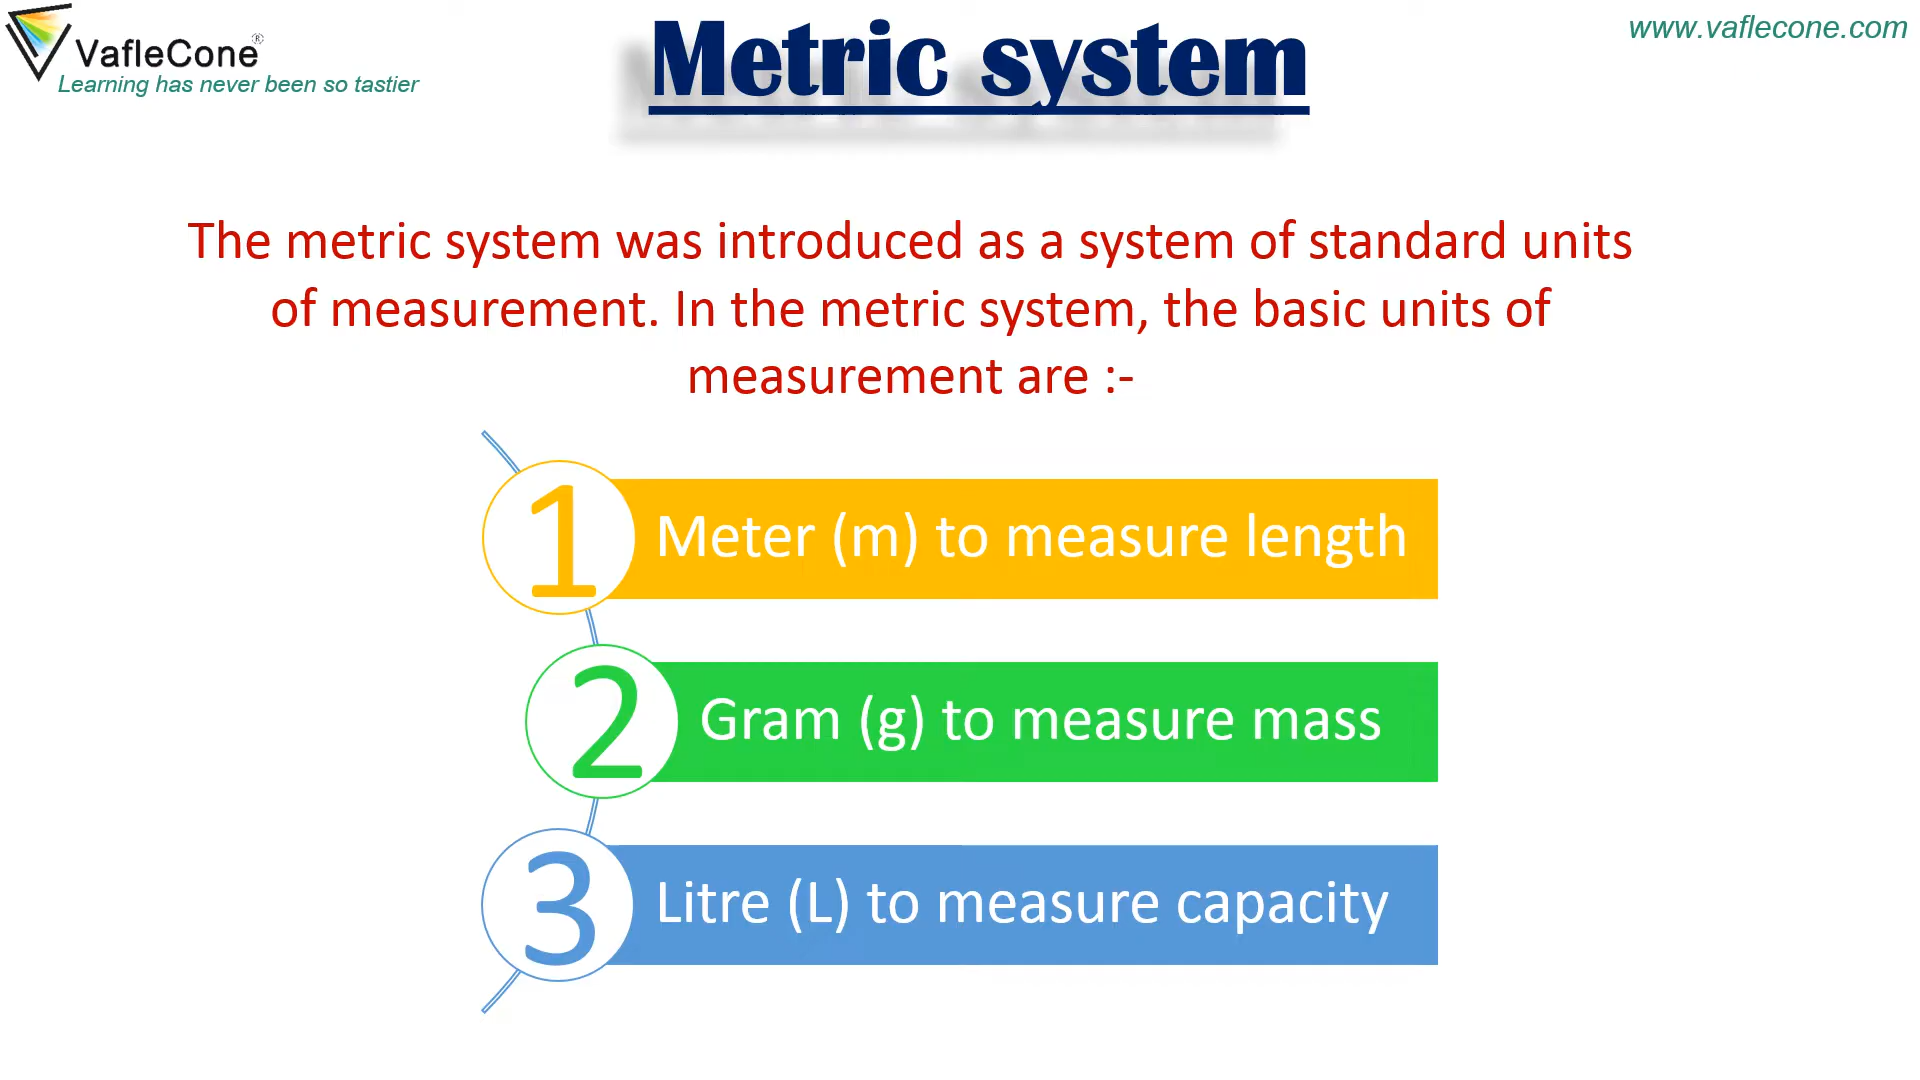 VafleCone®
Learning has never been so tastier
Metric system
www.vaflecone.com
The metric system was introduced as a system of standard units
of measurement. In the metric system, the basic units of
measurement are :-
1 Meter (m) to measure length
2 Gram (g) to measure mass
3 Litre (L) to measure capacity